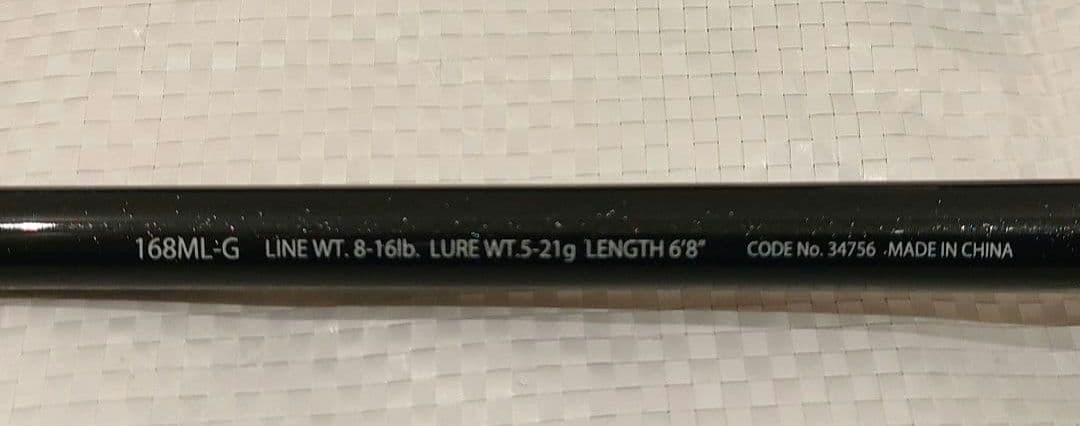 168ML-G LINE WT. 8-16lb. LURE WT.5-21g LENGTH 6'8" CODE No. 34756 MADE IN CHINA